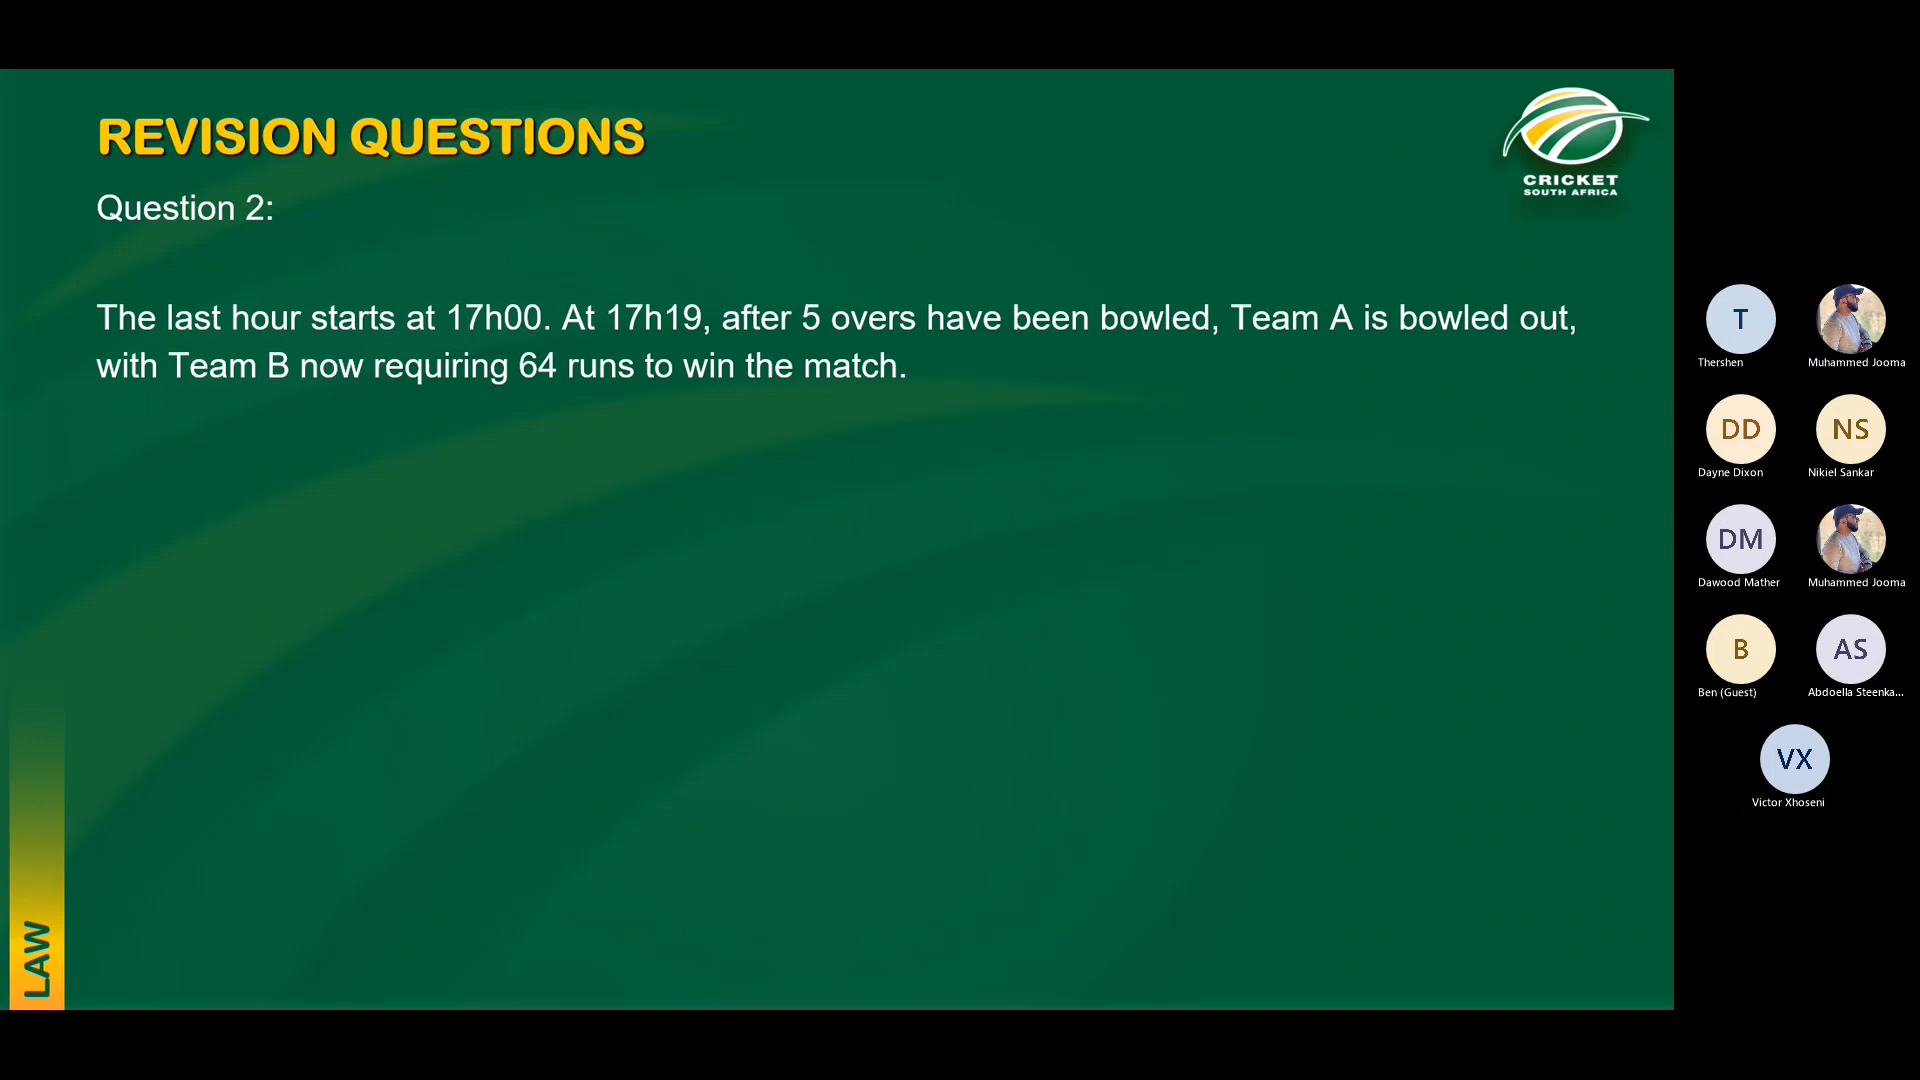 REVISION QUESTIONS
CRICKET
SOUTH AFRICA
Question 2:
The last hour starts at 17h00. At 17h19, after 5 overs have been bowled, Team A is bowled out,
with Team B now requiring 64 runs to win the match.
LAW
T
Thershen
Muhammed Jooma
DD
Dayne Dixon
NS
Nikiel Sankar
DM
Dawood Mather
Muhammed Jooma
B
Ben (Guest)
AS
Abdoella Steenka...
VX
Victor Xhoseni